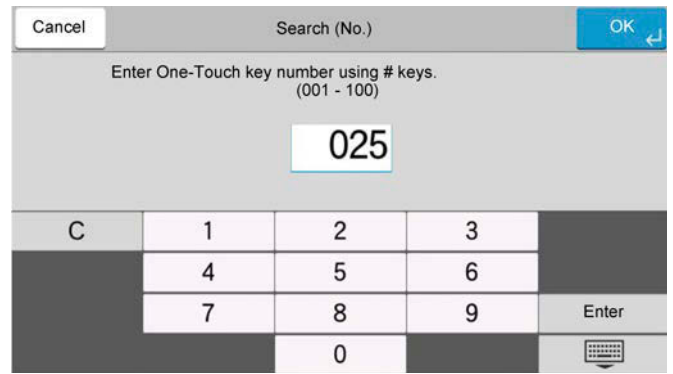 Cancel
Search (No.)
OK
Enter One-Touch key number using # keys.
(001 - 100)
025
C
1
2
3
4
5
6
7
8
9
Enter
0